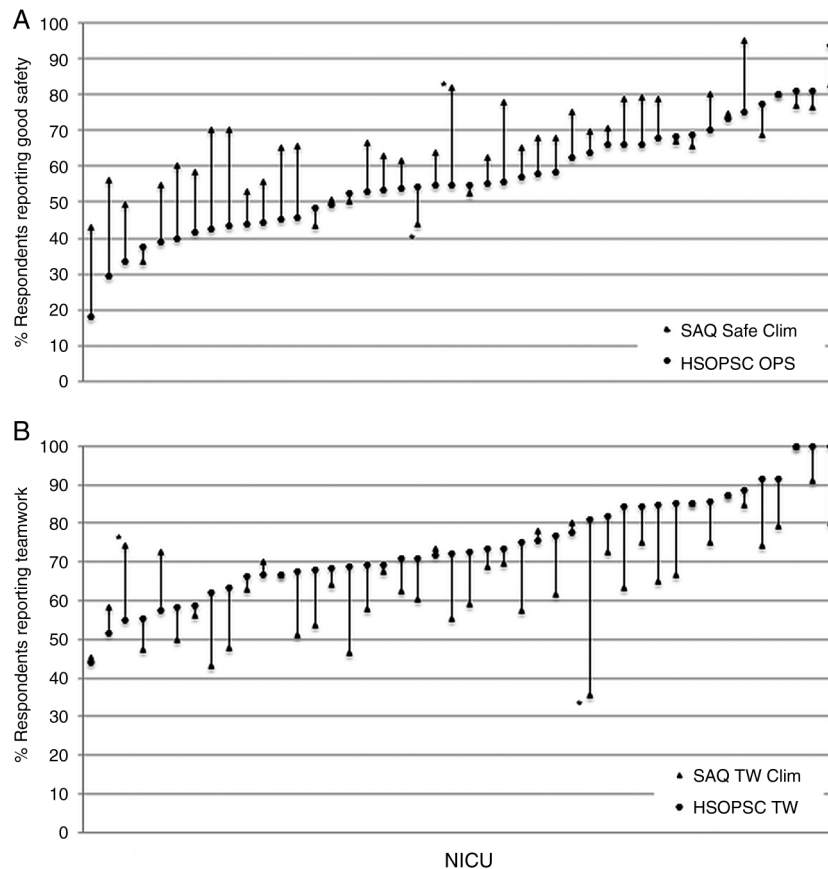 A
% Respondents reporting good safety
100
90
80
70
60
50
40
30
20
10
0
SAQ Safe Clim
HSOPSC OPS
B
% Respondents reporting teamwork
100
90
80
70
60
50
40
30
20
10
0
SAQ TW Clim
HSOPSC TW
NICU